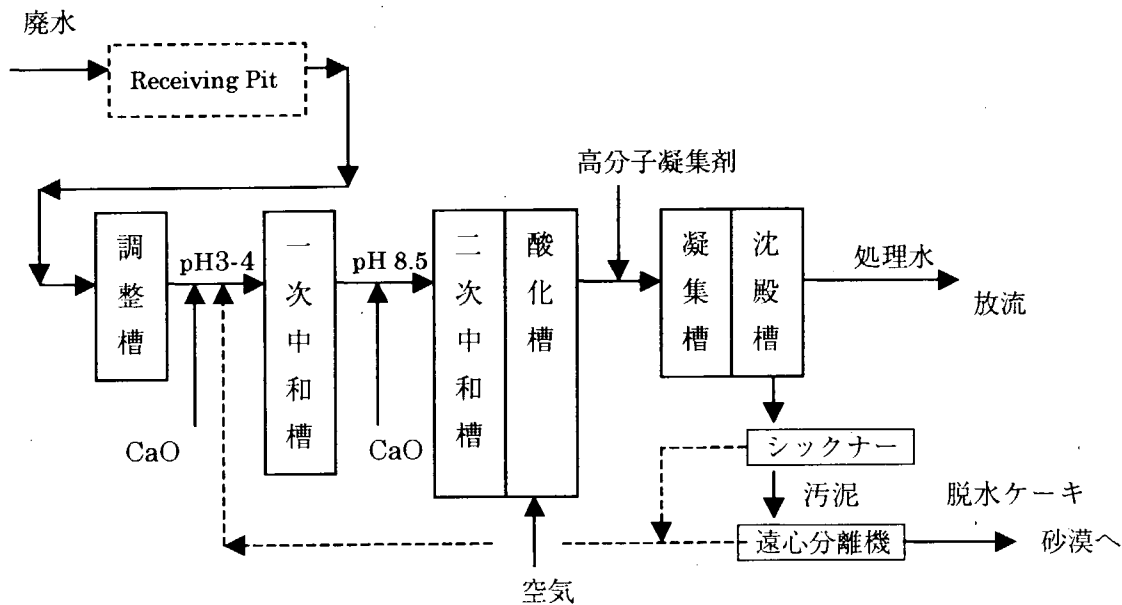 廃水
Receiving Pit
高分子凝集剤
調整槽
pH3-4
一次中和槽
pH 8.5
二次中和槽
酸化槽
凝集槽
沈殿槽
処理水
放流
CaO
CaO
シックナー
汚泥
脱水ケーキ
遠心分離機
砂漠へ
空気